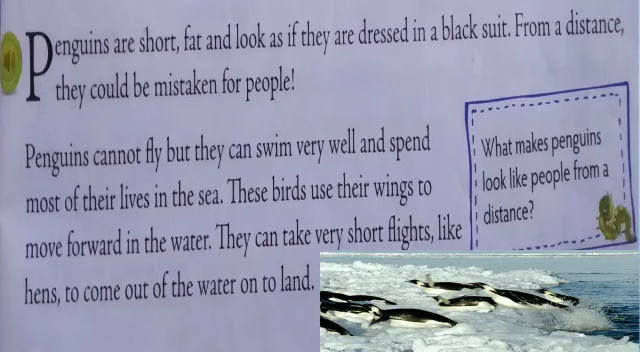 Penguins are short, fat and look as if they are dressed in a black suit. From a distance,
they could be mistaken for people!
Penguins cannot fly but they can swim very well and spend
most of their lives in the sea. These birds use their wings to
move forward in the water. They can take very short flights, like
hens, to come out of the water on to land.
What makes penguins
look like people from a
distance?